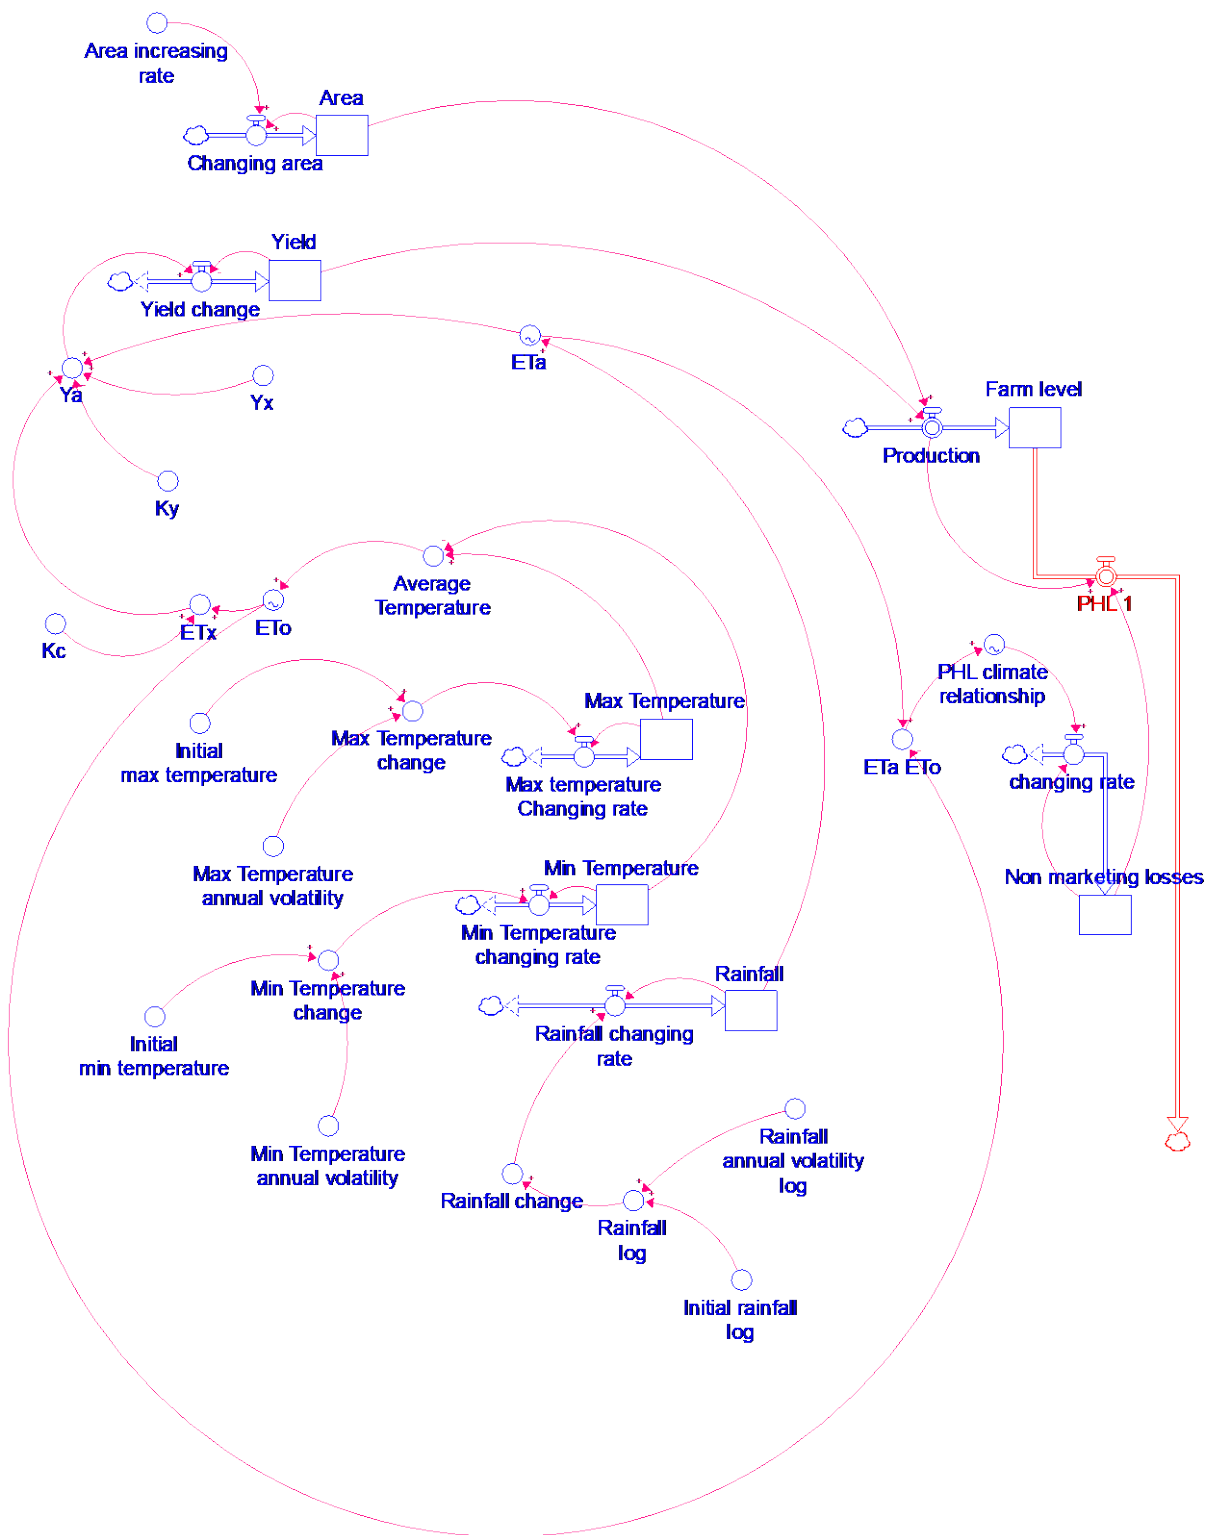 Area increasing
rate
Area
Changing area
Yield
Yield change
ETa
Ya
Yx
Farm level
Production
Ky
Average
Temperature
PHL 1
ETx
ETo
Kc
PHL climate
relationship
Max Temperature
Initial
max temperature
Max Temperature
change
ETa ETo
changing rate
Max temperature
Changing rate
Max Temperature
annual volatility
Min Temperature
Non marketing losses
Min Temperature
changing rate
Rainfall
Min Temperature
change
Initial
min temperature
Rainfall changing
rate
Min Temperature
annual volatility
Rainfall
annual volatility
log
Rainfall change
Rainfall
log
Initial rainfall
log